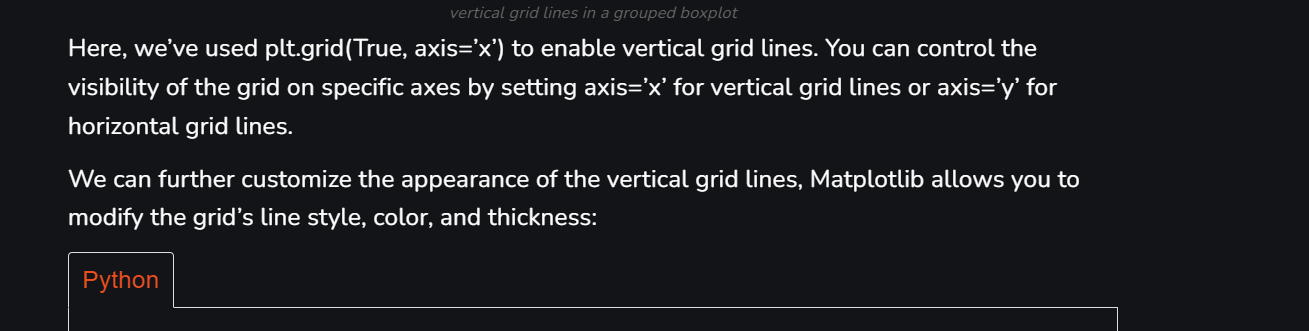 vertical grid lines in a grouped boxplot
Here, we’ve used plt.grid(True, axis=’x’) to enable vertical grid lines. You can control the
visibility of the grid on specific axes by setting axis=’x’ for vertical grid lines or axis=’y’ for
horizontal grid lines.
We can further customize the appearance of the vertical grid lines, Matplotlib allows you to
modify the grid’s line style, color, and thickness:
Python